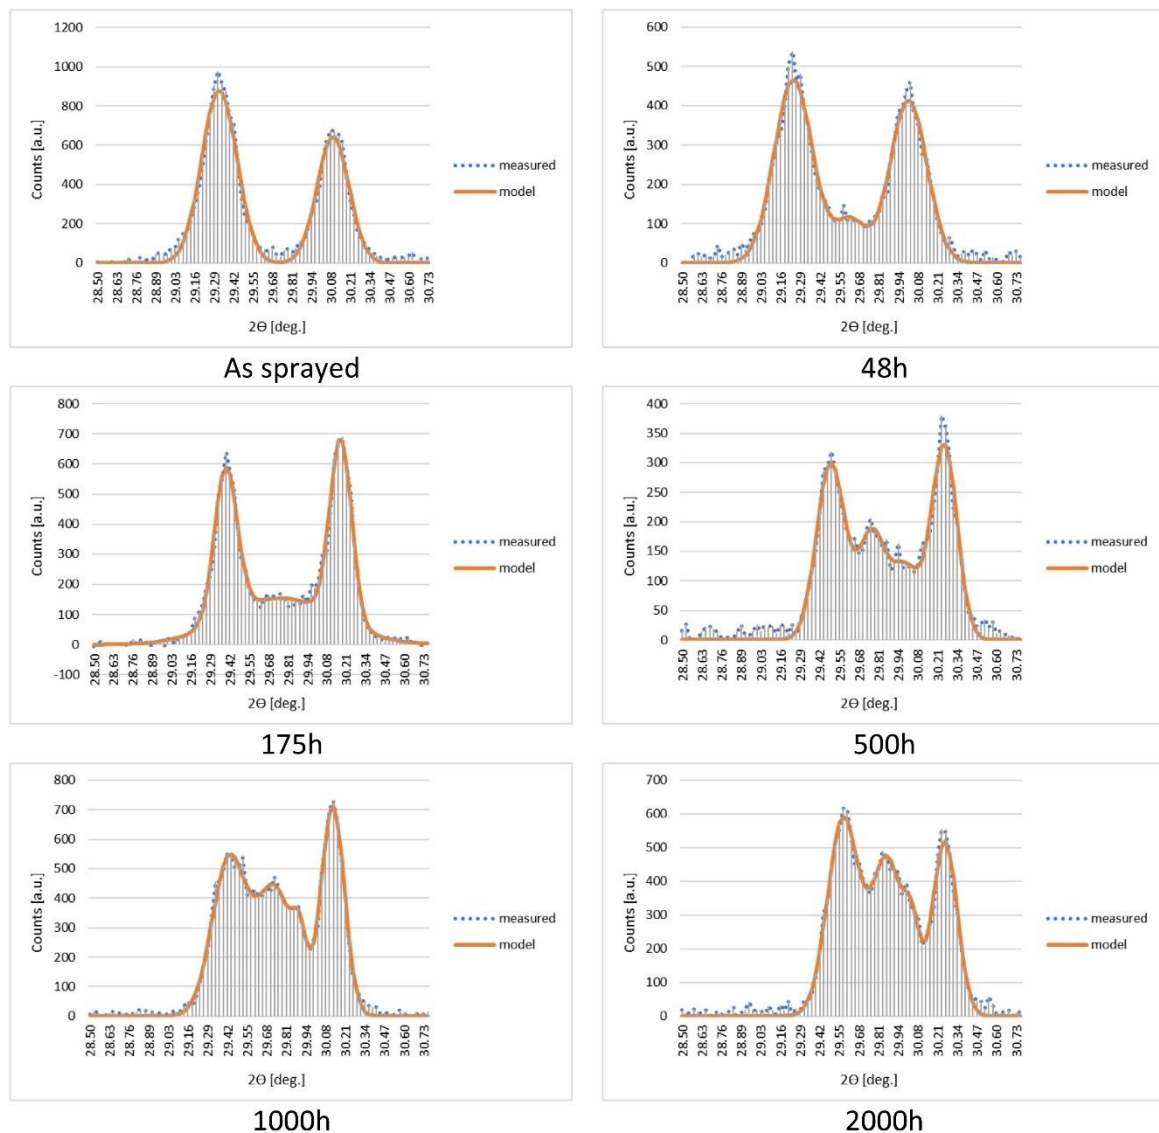 1200
1000
800
600
400
200
0
Counts [a.u.]
28.50 28.63 28.76 28.89 29.03 29.16 29.29 29.42 29.55 29.68 29.81 29.94 30.08 30.21 30.34 30.47 30.60 30.73
2Ɵ [deg.]
measured
model
As sprayed
600
500
400
300
200
100
0
Counts [a.u.]
28.50 28.63 28.76 28.89 29.03 29.16 29.29 29.42 29.55 29.68 29.81 29.94 30.08 30.21 30.34 30.47 30.60 30.73
2Ɵ [deg.]
measured
model
48h
800
700
600
500
400
300
200
100
0
-100
Counts [a.u.]
28.50 28.63 28.76 28.89 29.03 29.16 29.29 29.42 29.55 29.68 29.81 29.94 30.08 30.21 30.34 30.47 30.60 30.73
2Ɵ [deg.]
measured
model
175h
400
350
300
250
200
150
100
50
0
Counts [a.u.]
28.50 28.63 28.76 28.89 29.03 29.16 29.29 29.42 29.55 29.68 29.81 29.94 30.08 30.21 30.34 30.47 30.60 30.73
2Ɵ [deg.]
measured
model
500h
800
700
600
500
400
300
200
100
0
Counts [a.u.]
28.50 28.63 28.76 28.89 29.03 29.16 29.29 29.42 29.55 29.68 29.81 29.94 30.08 30.21 30.34 30.47 30.60 30.73
2Ɵ [deg.]
measured
model
1000h
700
600
500
400
300
200
100
0
Counts [a.u.]
28.50 28.63 28.76 28.89 29.03 29.16 29.29 29.42 29.55 29.68 29.81 29.94 30.08 30.21 30.34 30.47 30.60 30.73
2Ɵ [deg.]
measured
model
2000h